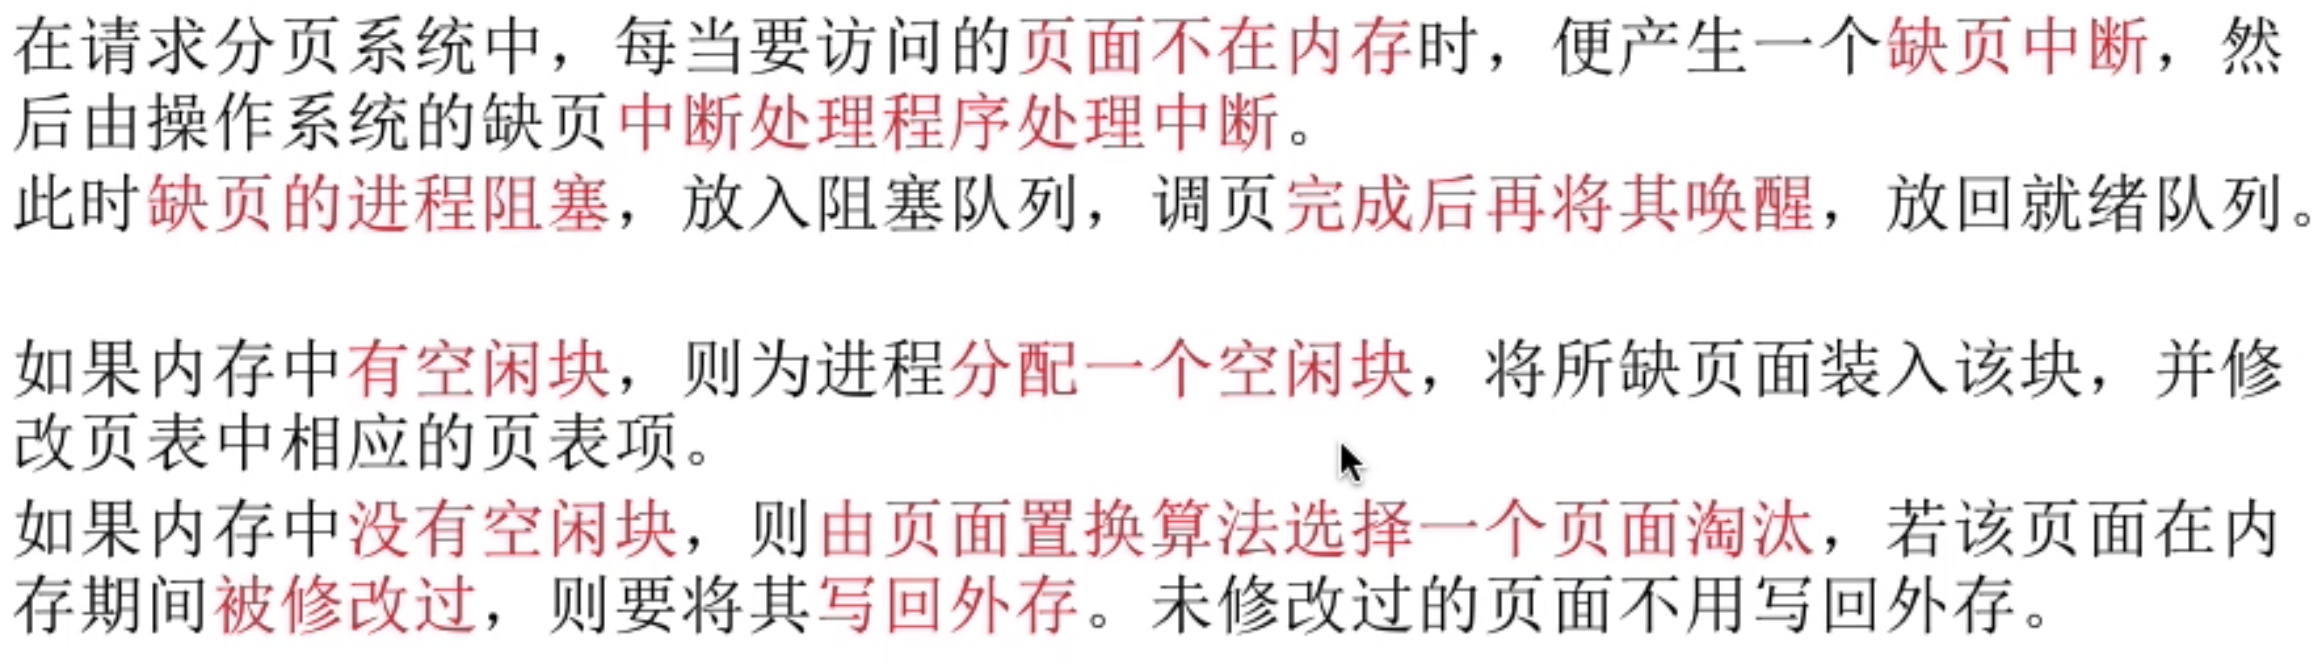 在请求分页系统中，每当要访问的页面不在内存时，便产生一个缺页中断，然
后由操作系统的缺页中断处理程序处理中断。
此时缺页的进程阻塞，放入阻塞队列，调页完成后再将其唤醒，放回就绪队列。
如果内存中有空闲块，则为进程分配一个空闲块，将所缺页面装入该块，并修
改页表中相应的页表项。
如果内存中没有空闲块，则由页面置换算法选择一个页面淘汰，若该页面在内
存期间被修改过，则要将其写回外存。未修改过的页面不用写回外存。